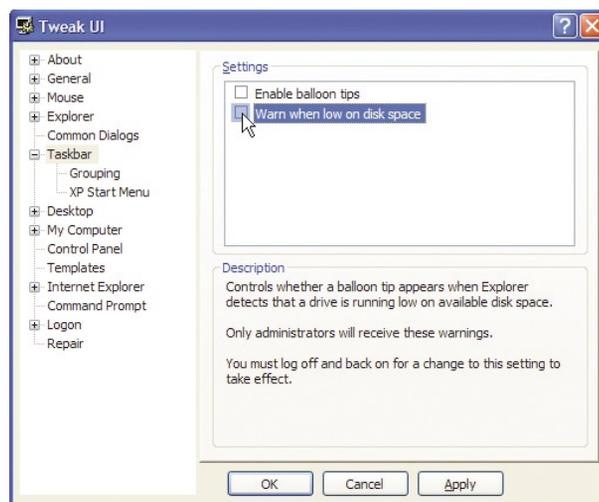 Tweak UI
About
General
Mouse
Explorer
Common Dialogs
Taskbar
Grouping
XP Start Menu
Desktop
My Computer
Control Panel
Templates
Internet Explorer
Command Prompt
Logon
Repair
Settings
Enable balloon tips
Warn when low on disk space
Description
Controls whether a balloon tip appears when Explorer
detects that a drive is running low on available disk space.
Only administrators will receive these warnings.
You must log off and back on for a change to this setting to
take effect.
OK Cancel Apply